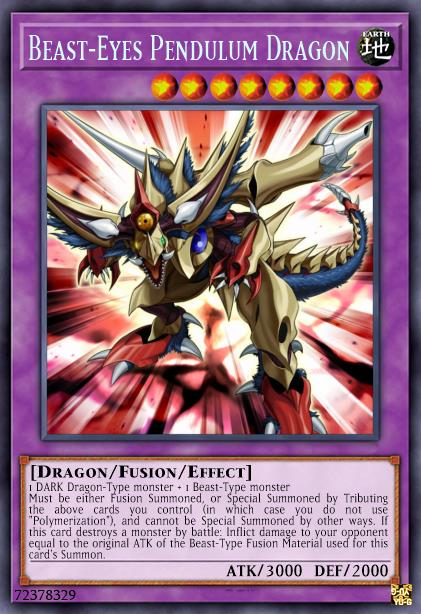 BEAST-EYES PENDULUM DRAGON
EARTH
地
[DRAGON/FUSION/EFFECT]
1 DARK Dragon-Type monster + 1 Beast-Type monster
Must be either Fusion Summoned, or Special Summoned by Tributing
the above cards you control (in which case you do not use
"Polymerization"), and cannot be Special Summoned by other ways. If
this card destroys a monster by battle: Inflict damage to your opponent
equal to the original ATK of the Beast-Type Fusion Material used for this
card's Summon.
ATK/3000 DEF/2000
72378329